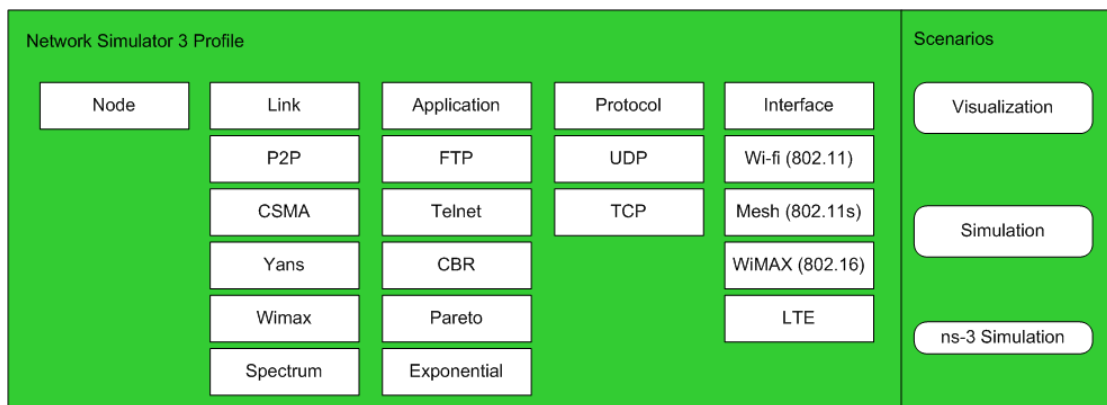 Network Simulator 3 Profile
Scenarios
Node
Link
Application
Protocol
Interface
Visualization
P2P
FTP
UDP
Wi-fi (802.11)
CSMA
Telnet
TCP
Mesh (802.11s)
Simulation
Yans
CBR
WiMAX (802.16)
Wimax
Pareto
LTE
ns-3 Simulation
Spectrum
Exponential